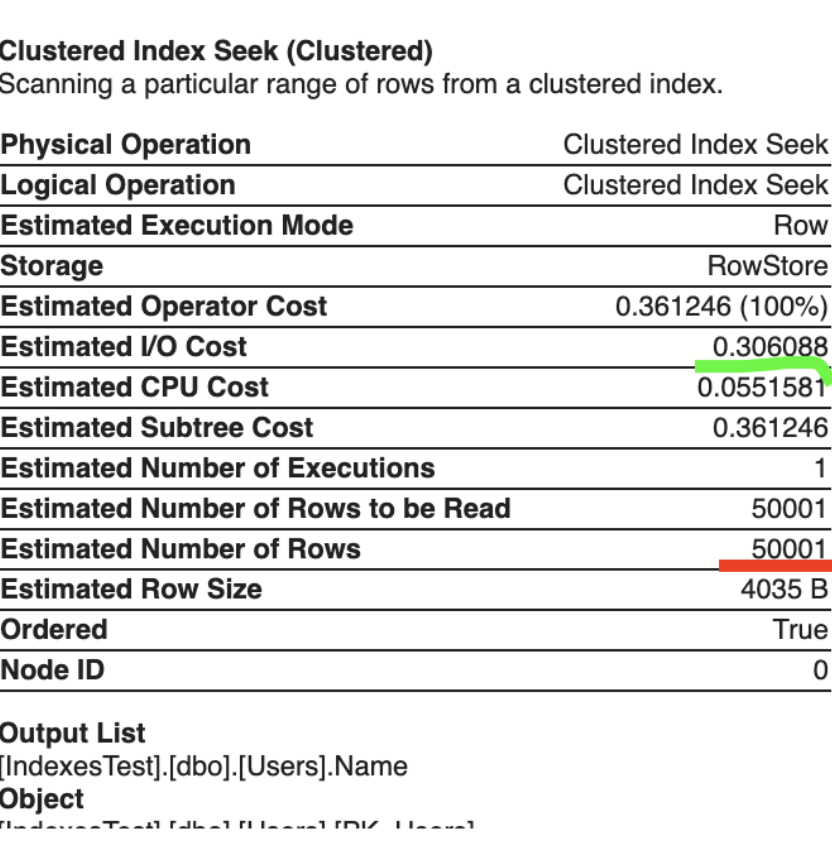 Clustered Index Seek (Clustered)
Scanning a particular range of rows from a clustered index.
Physical Operation Clustered Index Seek
Logical Operation Clustered Index Seek
Estimated Execution Mode Row
Storage RowStore
Estimated Operator Cost 0.361246 (100%)
Estimated I/O Cost 0.306088
Estimated CPU Cost 0.0551581
Estimated Subtree Cost 0.361246
Estimated Number of Executions 1
Estimated Number of Rows to be Read 50001
Estimated Number of Rows 50001
Estimated Row Size 4035 B
Ordered True
Node ID 0
Output List
[IndexesTest].[dbo].[Users].Name
Object
[IndexesTest].[dbo].[Users].[PK_Users]